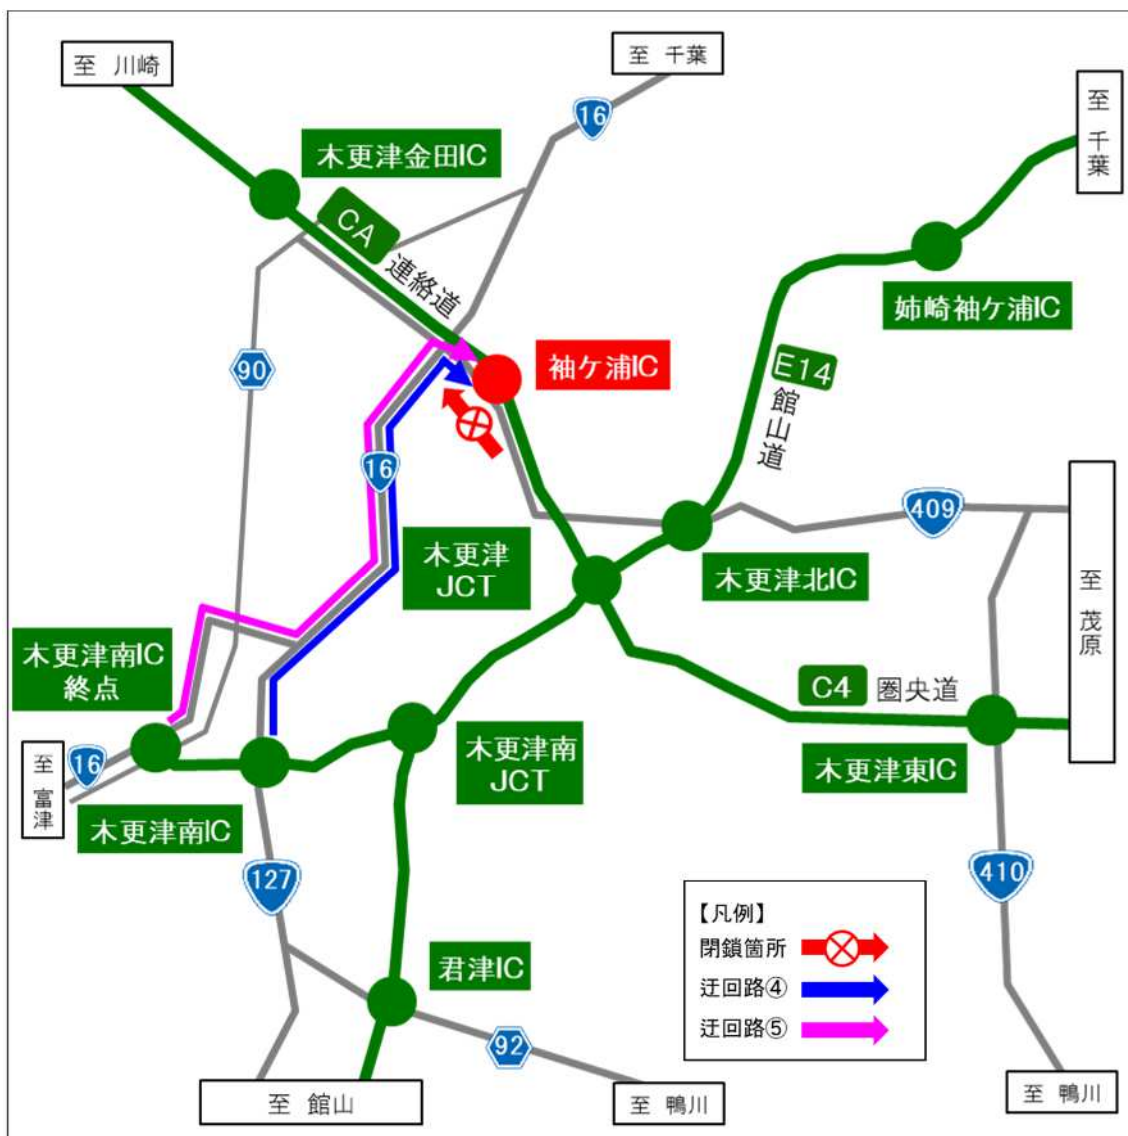 至 川崎
至 千葉
16
至 千葉
木更津金田IC
CA
連絡道
姉崎袖ケ浦IC
E14
館山道
90
袖ケ浦IC
16
409
木更津
JCT
木更津北IC
至 茂原
木更津南IC
終点
C4
圏央道
木更津南
JCT
木更津東IC
至 富津
16
木更津南IC
127
410
君津IC
92
【凡例】
閉鎖箇所
迂回路④
迂回路⑤
至 館山
至 鴨川
至 鴨川